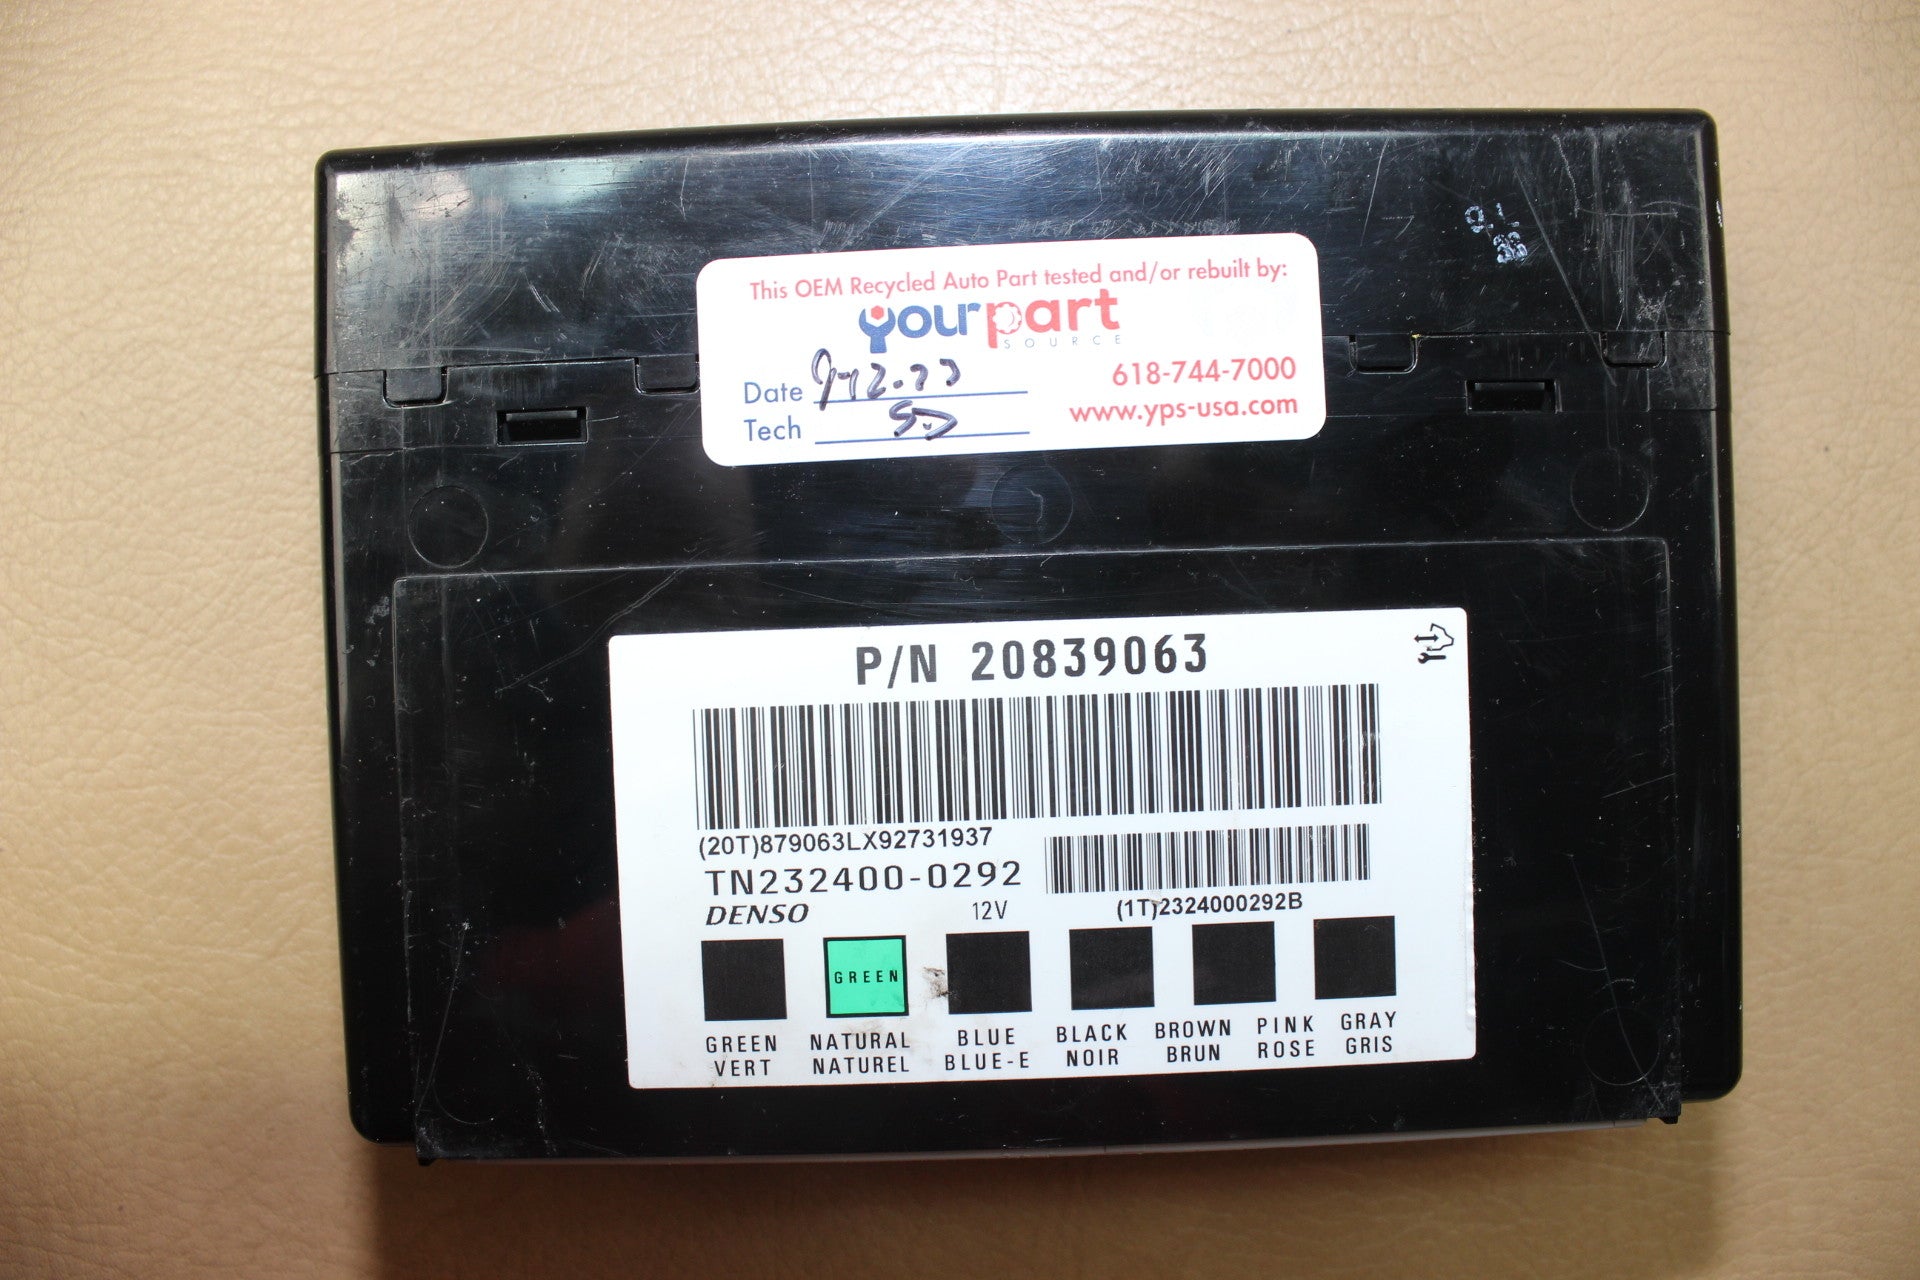 This OEM Recycled Auto Part tested and/or rebuilt by:
yourpart
SOURCE
Date
618-744-7000
Tech
www.yps-usa.com
P/N 20839063
(20T)879063LX92731937
TN232400-0292
DENSO 12V
(1T)2324000292B
GREEN
GREEN NATURAL BLUE BLACK BROWN PINK GRAY
VERT NATUREL BLUE-E NOIR BRUN ROSE GRIS